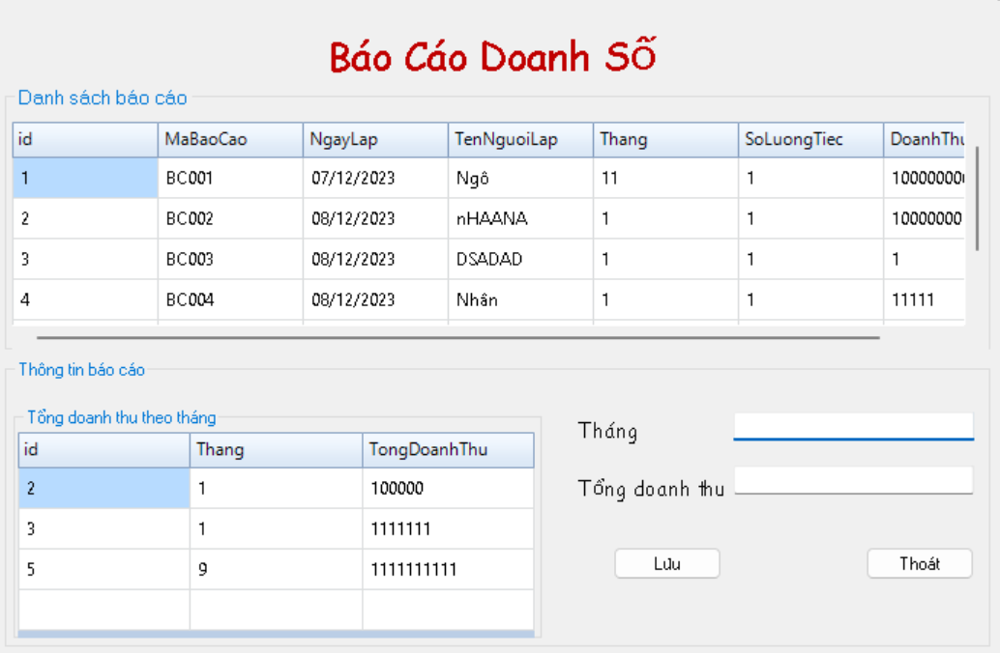 Báo Cáo Doanh Số
Danh sách báo cáo
id MaBaoCao NgayLap TenNguoiLap Thang SoLuongTiec DoanhThu
1 BC001 07/12/2023 Ngô 11 1 10000000
2 BC002 08/12/2023 nHAANA 1 1 10000000
3 BC003 08/12/2023 DSADAD 1 1 1
4 BC004 08/12/2023 Nhân 1 1 11111
Thông tin báo cáo
Tổng doanh thu theo tháng
id Thang TongDoanhThu
2 1 100000
3 1 1111111
5 9 1111111111
Tháng
Tổng doanh thu
Lưu Thoát